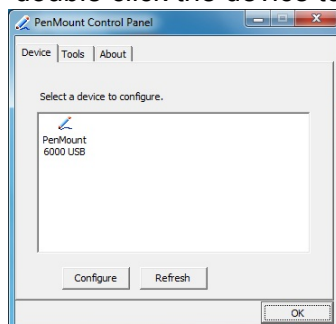 double-click the device to
PenMount Control Panel
Device Tools About
Select a device to configure.
PenMount
6000 USB
Configure Refresh
OK